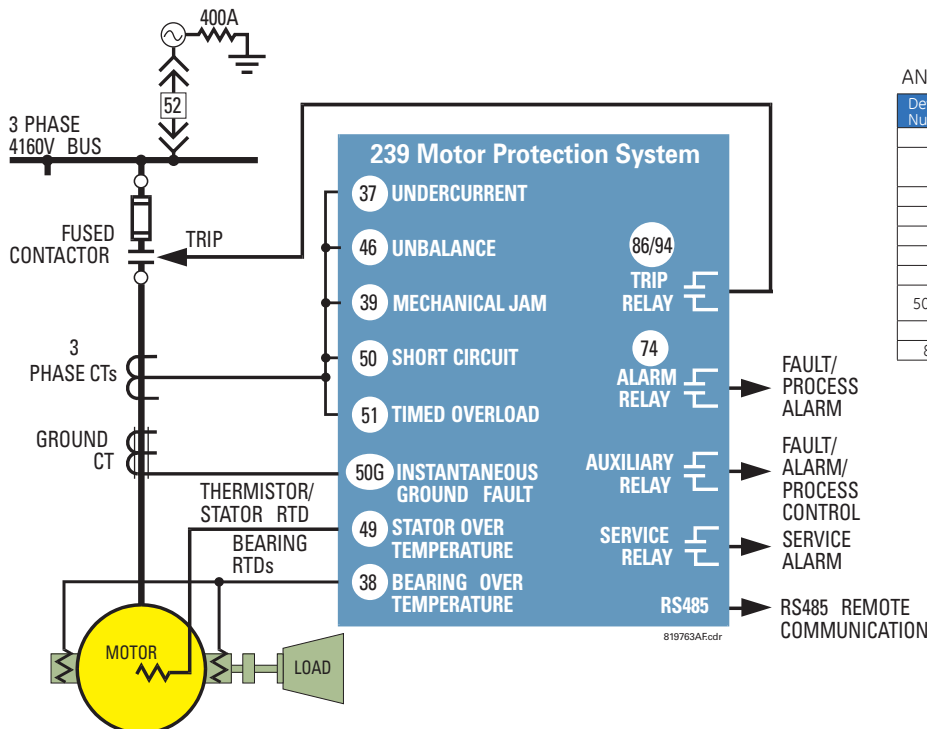 400A
52
3 PHASE
4160V BUS
FUSED
CONTACTOR
TRIP
3
PHASE CTs
GROUND
CT
THERMISTOR/
STATOR RTD
BEARING
RTDs
MOTOR
LOAD
239 Motor Protection System
37 UNDERCURRENT
46 UNBALANCE
39 MECHANICAL JAM
50 SHORT CIRCUIT
51 TIMED OVERLOAD
50G INSTANTANEOUS
GROUND FAULT
49 STATOR OVER
TEMPERATURE
38 BEARING OVER
TEMPERATURE
86/94
TRIP
RELAY
74
ALARM
RELAY
AUXILIARY
RELAY
SERVICE
RELAY
RS485
819763AF.cdr
FAULT/
PROCESS
ALARM
FAULT/
ALARM/
PROCESS
CONTROL
SERVICE
ALARM
RS485 REMOTE
COMMUNICATION
AN